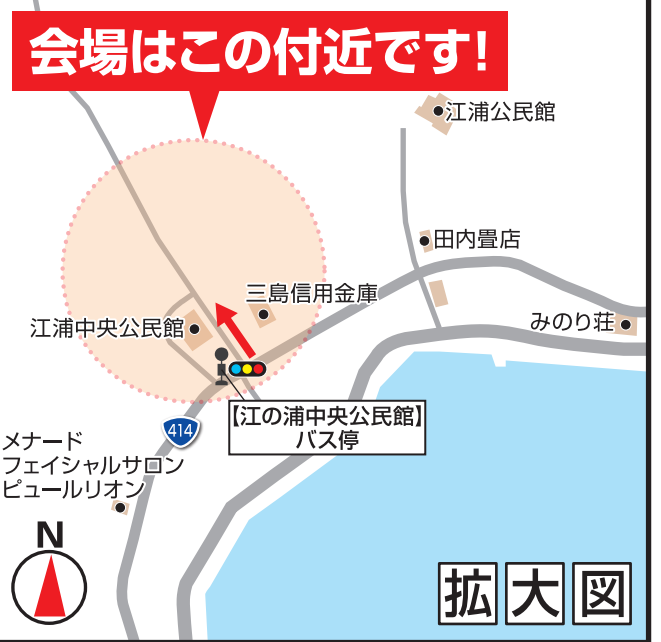 会場はこの付近です!
江浦公民館
田内畳店
三島信用金庫
みのり荘
江浦中央公民館
【江の浦中央公民館】
バス停
414
メナード
フェイシャルサロン
ピュールリオン
N
拡大図